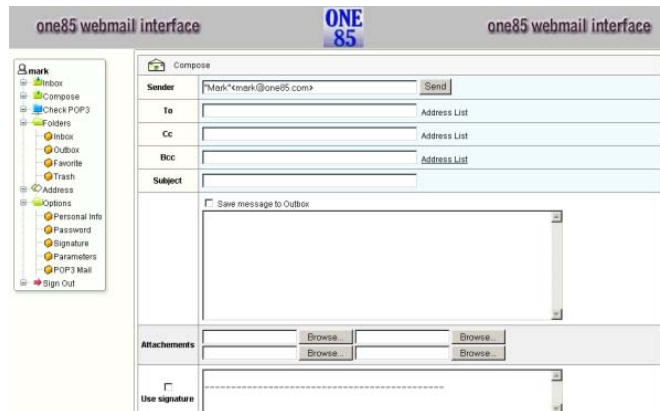 one85 webmail interface
ONE
85
one85 webmail interface
mark
Inbox
Compose
Check POP3
Folders
Inbox
Outbox
Favorite
Trash
Address
Options
Personal Info
Password
Signature
Parameters
POP3 Mail
Sign Out
Compose
Sender "Mark"<mark@one85.com> Send
To Address List
Cc Address List
Bcc Address List
Subject
Save message to Outbox
Attachements Browse... Browse...
Browse... Browse...
Use signature